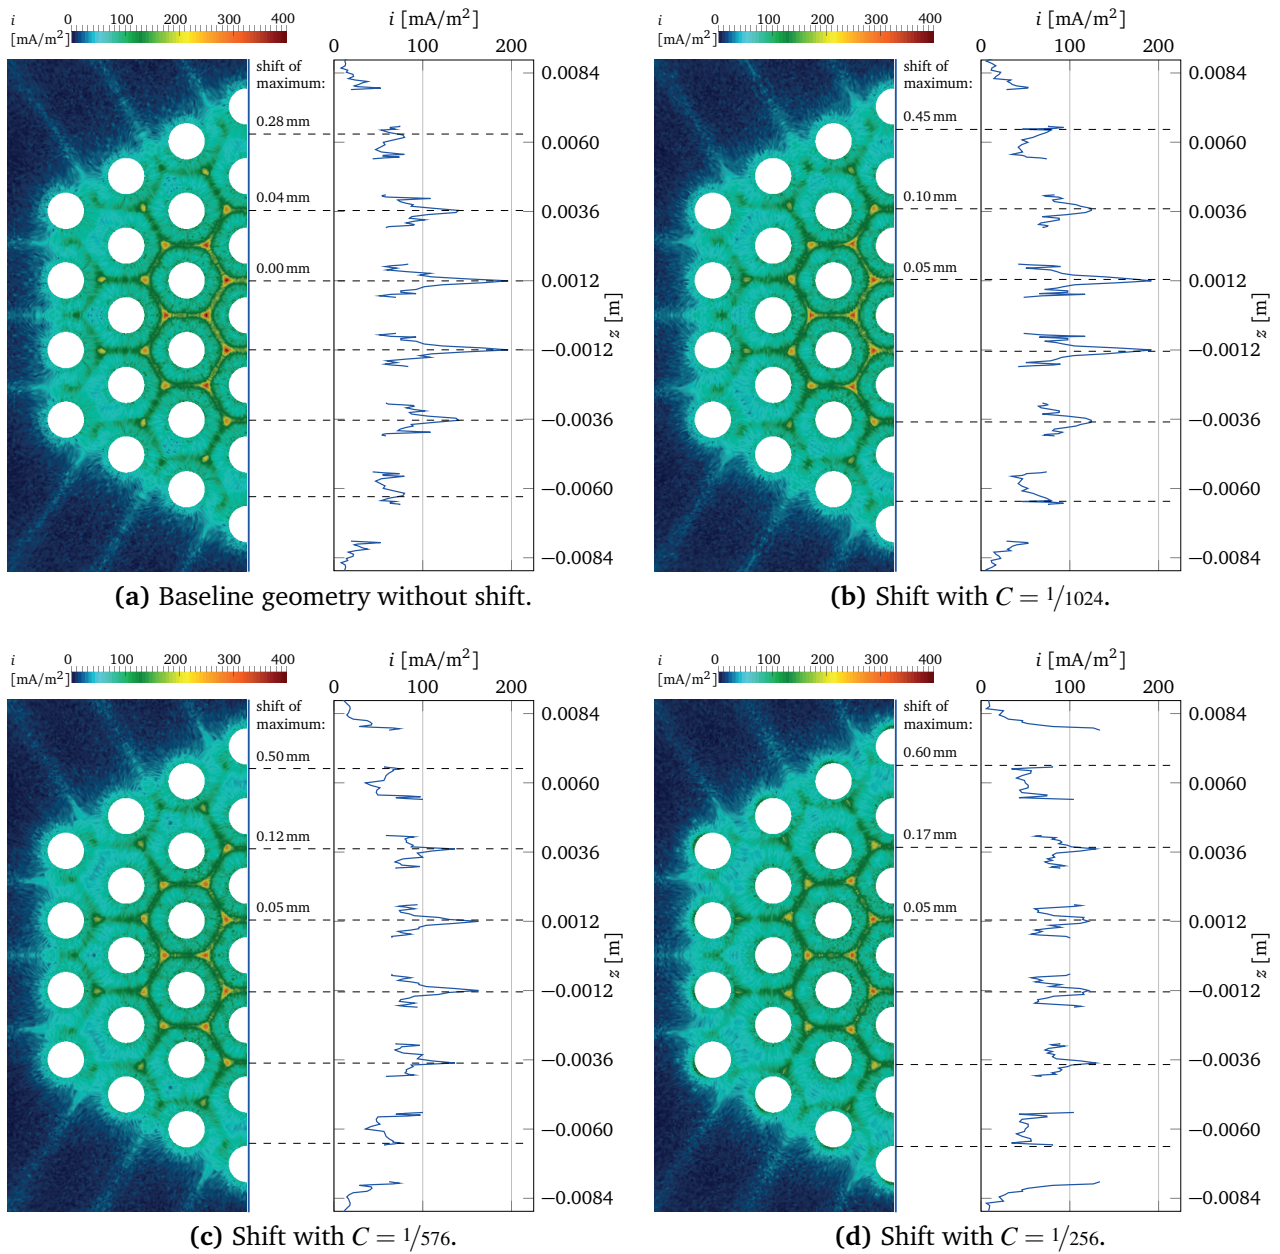 i [mA/m²]
0 100 200 300 400
i [mA/m²]
0 100 200
shift of
maximum:
0.28 mm
0.04 mm
0.00 mm
0.0084
0.0060
0.0036
0.0012
−0.0012
−0.0036
−0.0060
−0.0084
z [m]
(a) Baseline geometry without shift.
i [mA/m²]
0 100 200 300 400
i [mA/m²]
0 100 200
shift of
maximum:
0.45 mm
0.10 mm
0.05 mm
0.0084
0.0060
0.0036
0.0012
−0.0012
−0.0036
−0.0060
−0.0084
z [m]
(b) Shift with C = 1/1024.
i [mA/m²]
0 100 200 300 400
i [mA/m²]
0 100 200
shift of
maximum:
0.50 mm
0.12 mm
0.05 mm
0.0084
0.0060
0.0036
0.0012
−0.0012
−0.0036
−0.0060
−0.0084
z [m]
(c) Shift with C = 1/576.
i [mA/m²]
0 100 200 300 400
i [mA/m²]
0 100 200
shift of
maximum:
0.60 mm
0.17 mm
0.05 mm
0.0084
0.0060
0.0036
0.0012
−0.0012
−0.0036
−0.0060
−0.0084
z [m]
(d) Shift with C = 1/256.